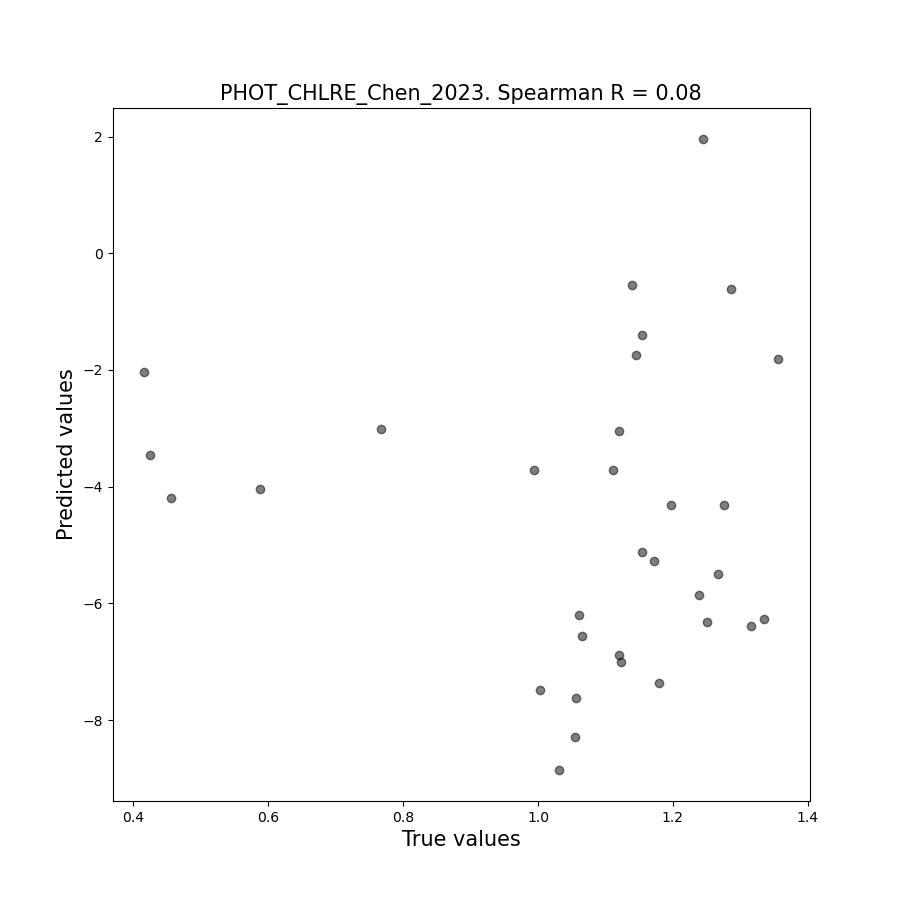 PHOT_CHLRE_Chen_2023. Spearman R = 0.08
2
0
−2
−4
−6
−8
Predicted values
0.4 0.6 0.8 1.0 1.2 1.4
True values